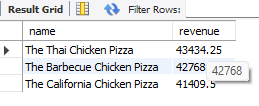 Result Grid Filter Rows:
name revenue
The Thai Chicken Pizza 43434.25
The Barbecue Chicken Pizza 42768
42768
The California Chicken Pizza 41409.5